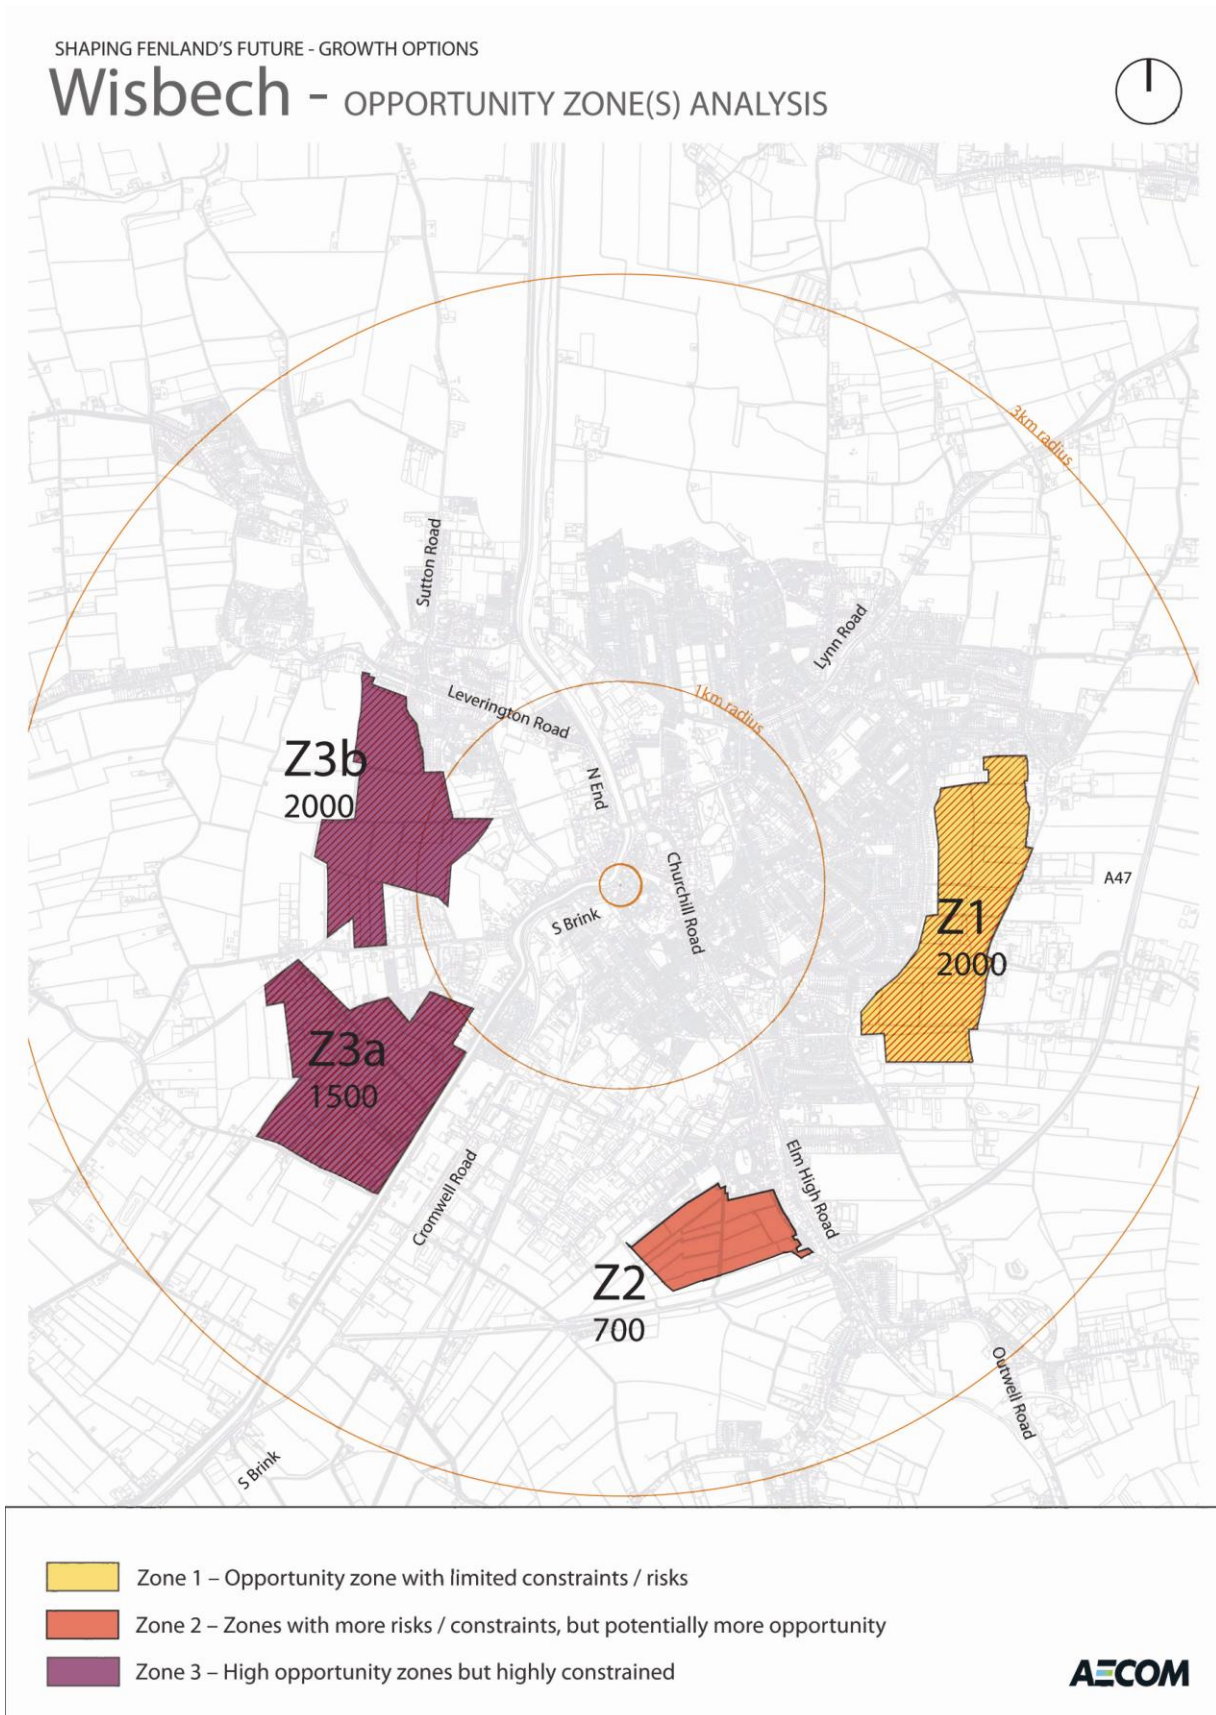 SHAPING FENLAND'S FUTURE - GROWTH OPTIONS
Wisbech - OPPORTUNITY ZONE(S) ANALYSIS
3km radius
Sutton Road
Lynn Road
Leverington Road
1km radius
Z3b
2000
N End
Churchill Road
A47
S Brink
Z1
2000
Z3a
1500
Elm High Road
Cromwell Road
Z2
700
Outwell Road
S Brink
Zone 1 – Opportunity zone with limited constraints / risks
Zone 2 – Zones with more risks / constraints, but potentially more opportunity
Zone 3 – High opportunity zones but highly constrained
AECOM